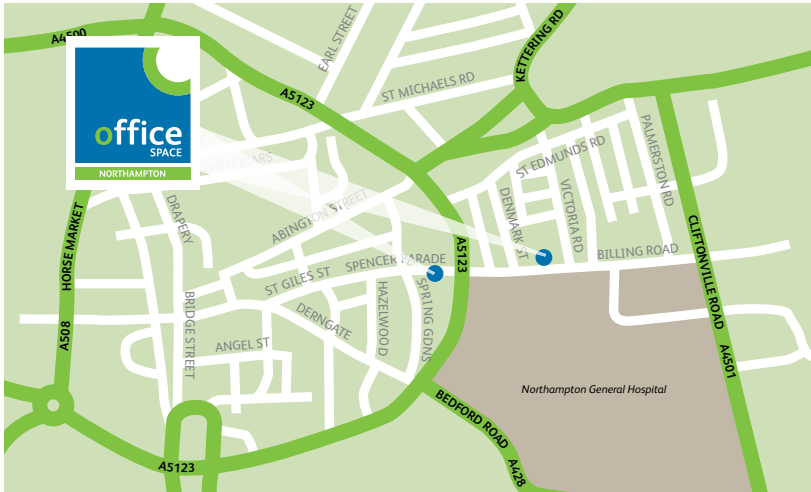 A4500
EARL STREET
KETTERING RD
A5123
ST MICHAELS RD
office
SPACE
NORTHAMPTON
GREYFRIARS
ST EDMUNDS RD
PALMERSTON RD
DRAPERY
ABINGTON STREET
DENMARK ST
VICTORIA RD
HORSE MARKET
A5123
BILLING ROAD
CLIFTONVILLE ROAD
SPENCER PARADE
ST GILES ST
HAZELWOOD
SPRING GDNS
DERNGATE
BRIDGE STREET
A508
ANGEL ST
A4501
Northampton General Hospital
BEDFORD ROAD
A428
A5123